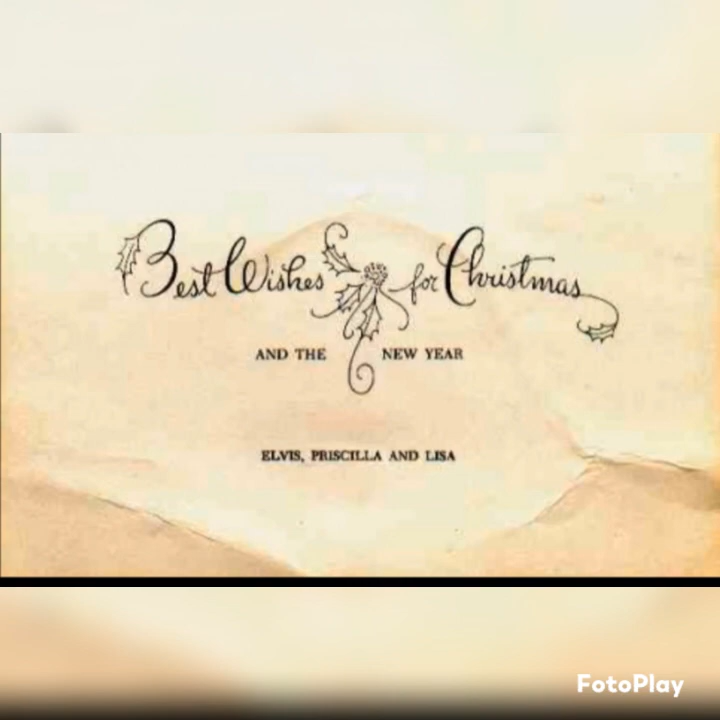 Best Wishes for Christmas
AND THE NEW YEAR
ELVIS, PRISCILLA AND LISA
FotoPlay